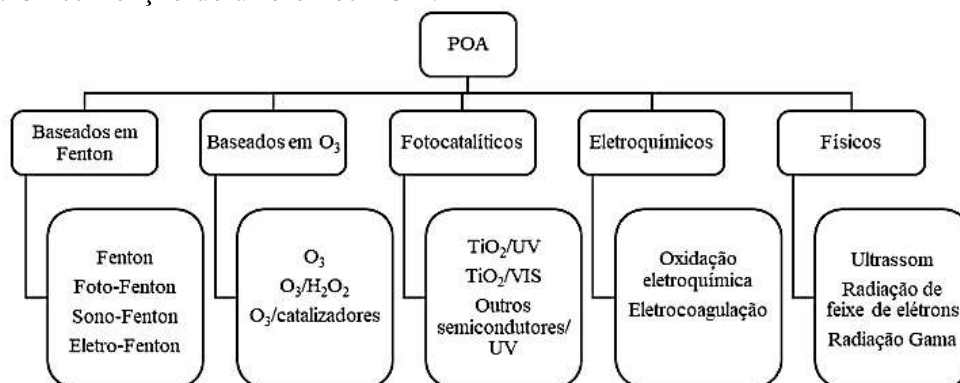 POA
Baseados em
Fenton
Baseados em O₃
Fotocatalíticos
Eletroquímicos
Físicos
Fenton
Foto-Fenton
Sono-Fenton
Eletro-Fenton
O₃
O₃/H₂O₂
O₃/catalizadores
TiO₂/UV
TiO₂/VIS
Outros
semicondutores/
UV
Oxidação
eletroquímica
Eletrocoagulação
Ultrassom
Radiação de
feixe de elétrons
Radiação Gama